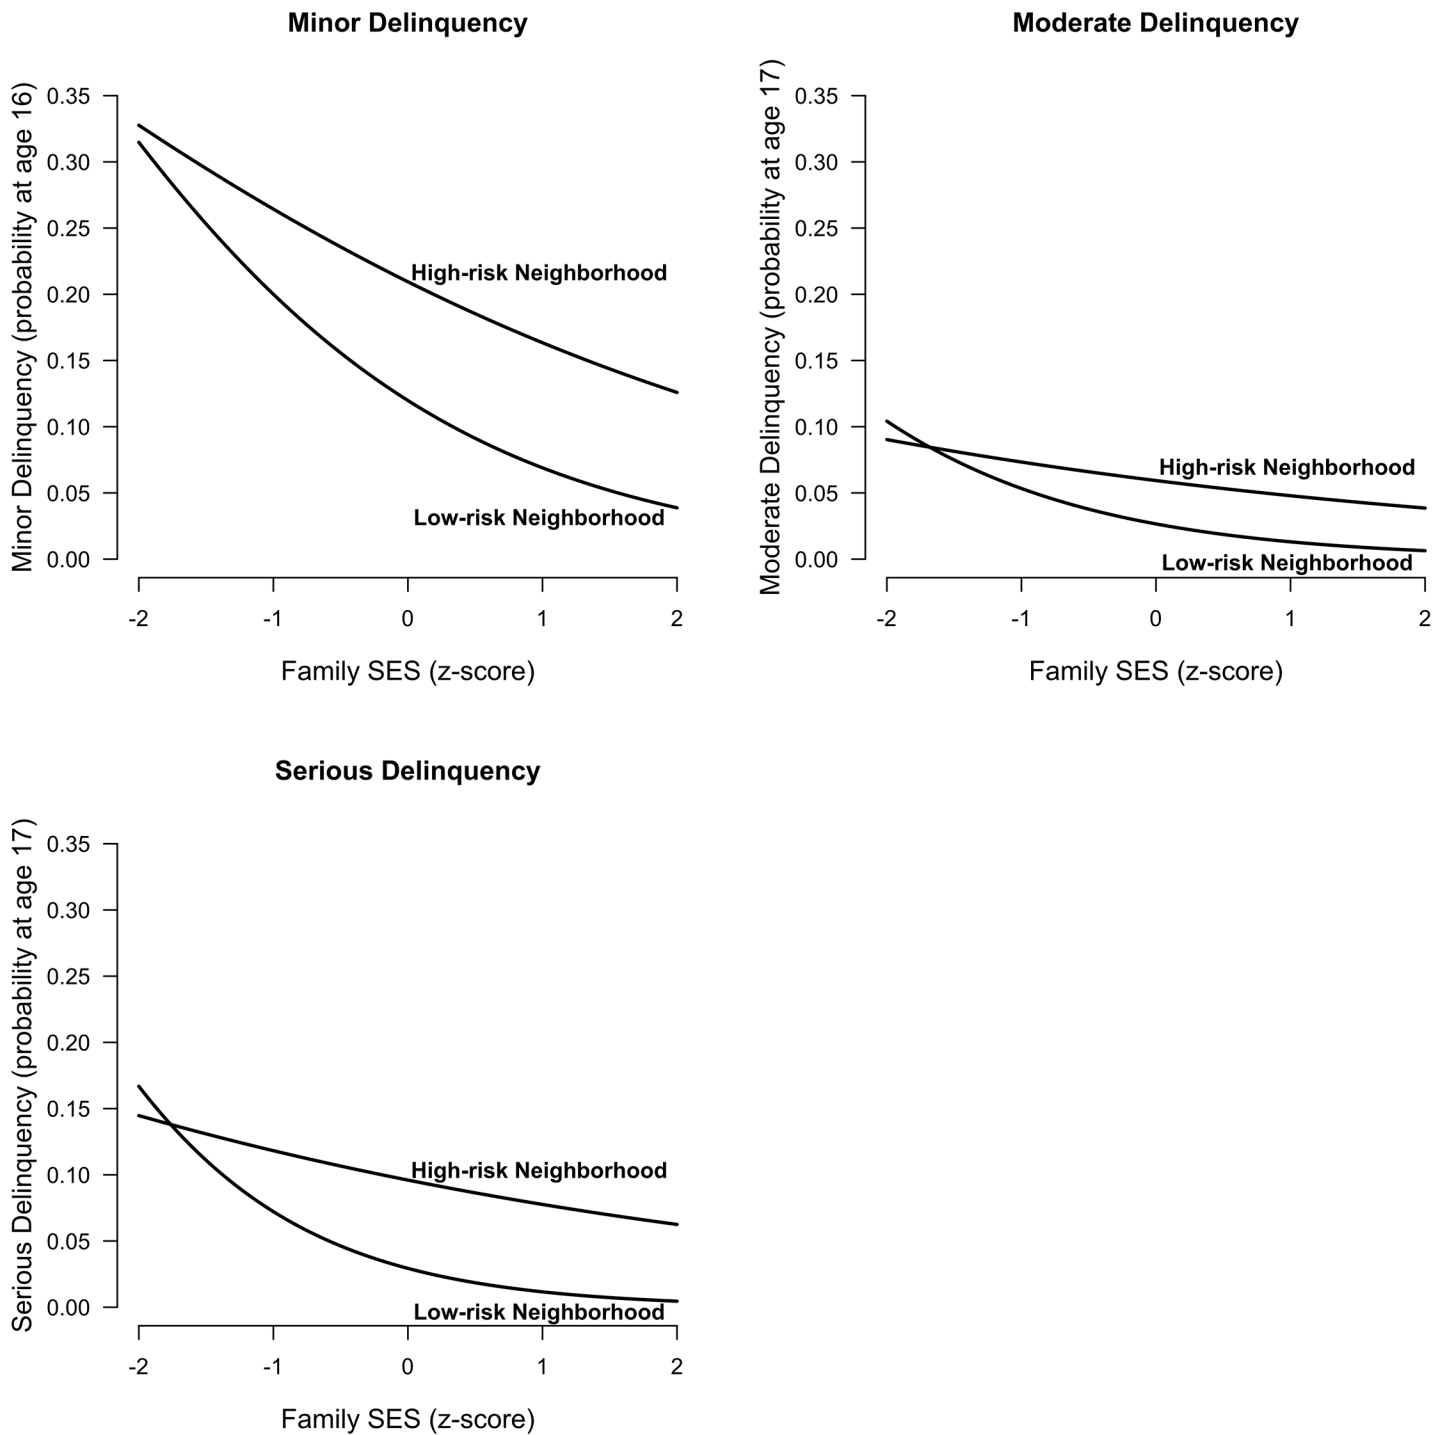 Minor Delinquency
Minor Delinquency (probability at age 16)
0.35
0.30
0.25
0.20
0.15
0.10
0.05
0.00
High-risk Neighborhood
Low-risk Neighborhood
-2 -1 0 1 2
Family SES (z-score)
Moderate Delinquency
Moderate Delinquency (probability at age 17)
0.35
0.30
0.25
0.20
0.15
0.10
0.05
0.00
High-risk Neighborhood
Low-risk Neighborhood
-2 -1 0 1 2
Family SES (z-score)
Serious Delinquency
Serious Delinquency (probability at age 17)
0.35
0.30
0.25
0.20
0.15
0.10
0.05
0.00
High-risk Neighborhood
Low-risk Neighborhood
-2 -1 0 1 2
Family SES (z-score)